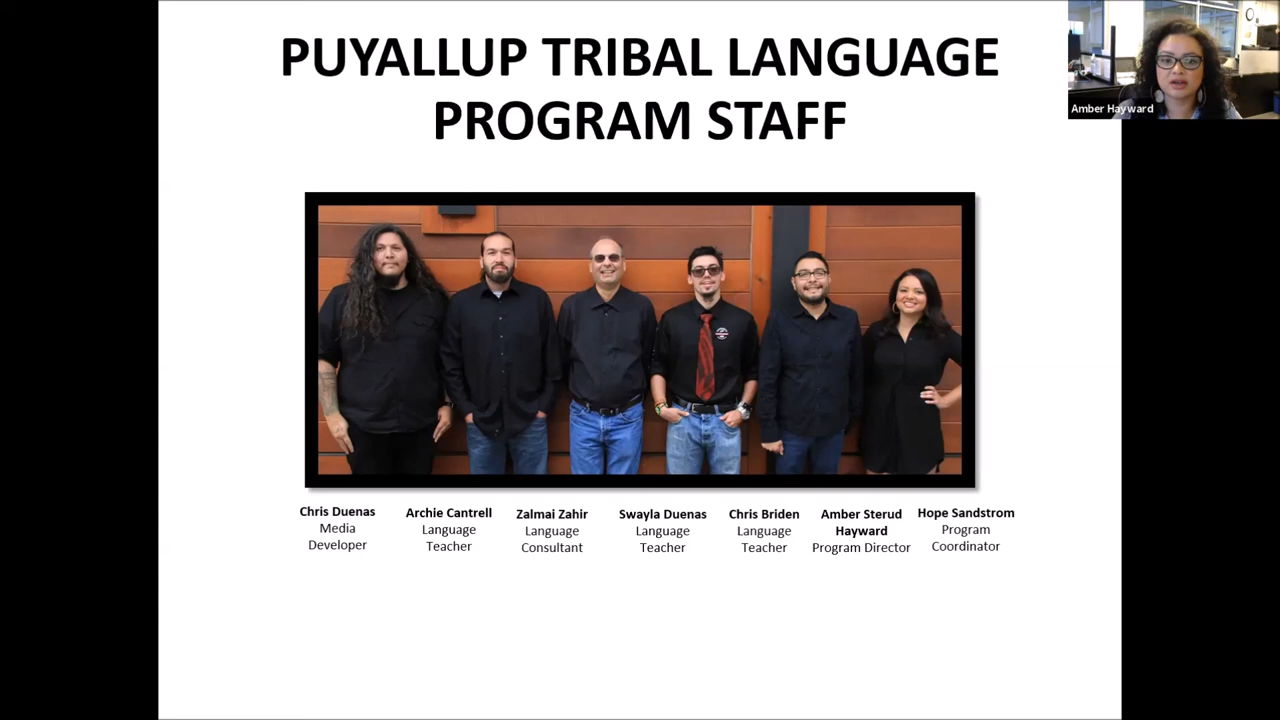 PUYALLUP TRIBAL LANGUAGE
PROGRAM STAFF
Amber Hayward
Chris Duenas
Media
Developer
Archie Cantrell
Language
Teacher
Zalmai Zahir
Language
Consultant
Swayla Duenas
Language
Teacher
Chris Briden
Language
Teacher
Amber Sterud
Hayward
Program Director
Hope Sandstrom
Program
Coordinator